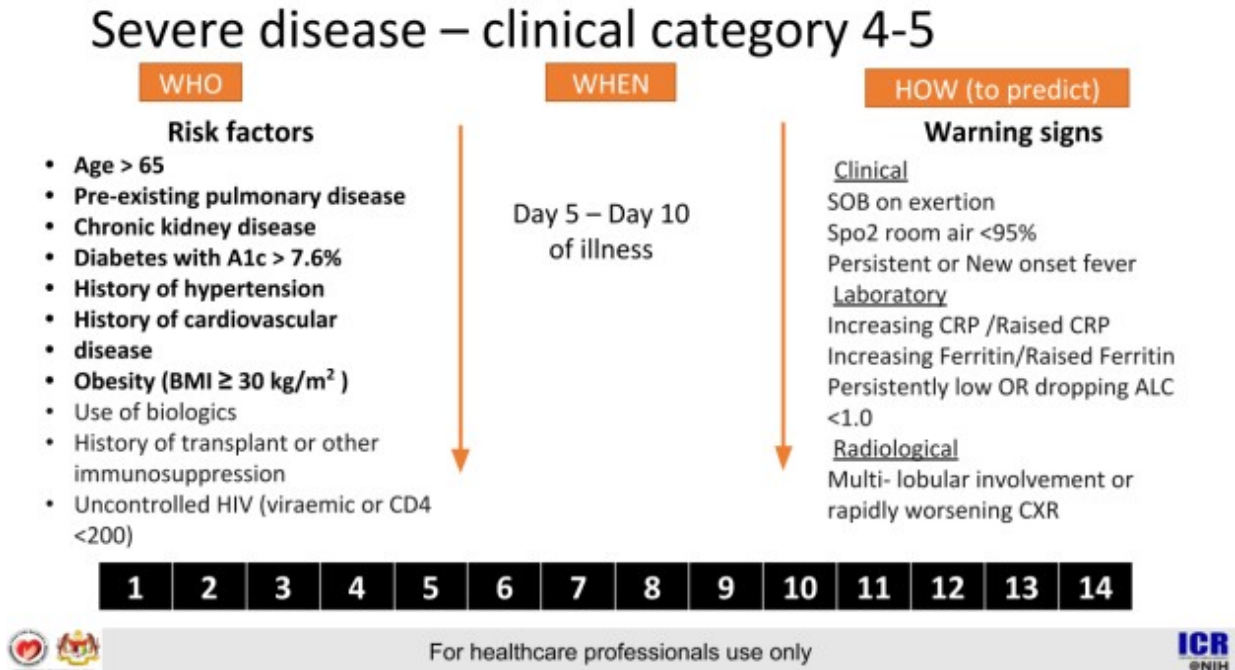 Severe disease – clinical category 4-5
WHO
Risk factors
• Age > 65
• Pre-existing pulmonary disease
• Chronic kidney disease
• Diabetes with A1c > 7.6%
• History of hypertension
• History of cardiovascular
• disease
• Obesity (BMI ≥ 30 kg/m²)
• Use of biologics
• History of transplant or other
immunosuppression
• Uncontrolled HIV (viraemic or CD4
<200)
WHEN
Day 5 – Day 10
of illness
HOW (to predict)
Warning signs
Clinical
SOB on exertion
Spo2 room air <95%
Persistent or New onset fever
Laboratory
Increasing CRP /Raised CRP
Increasing Ferritin/Raised Ferritin
Persistently low OR dropping ALC
<1.0
Radiological
Multi- lobular involvement or
rapidly worsening CXR
1 2 3 4 5 6 7 8 9 10 11 12 13 14
For healthcare professionals use only
ICR
@NIH